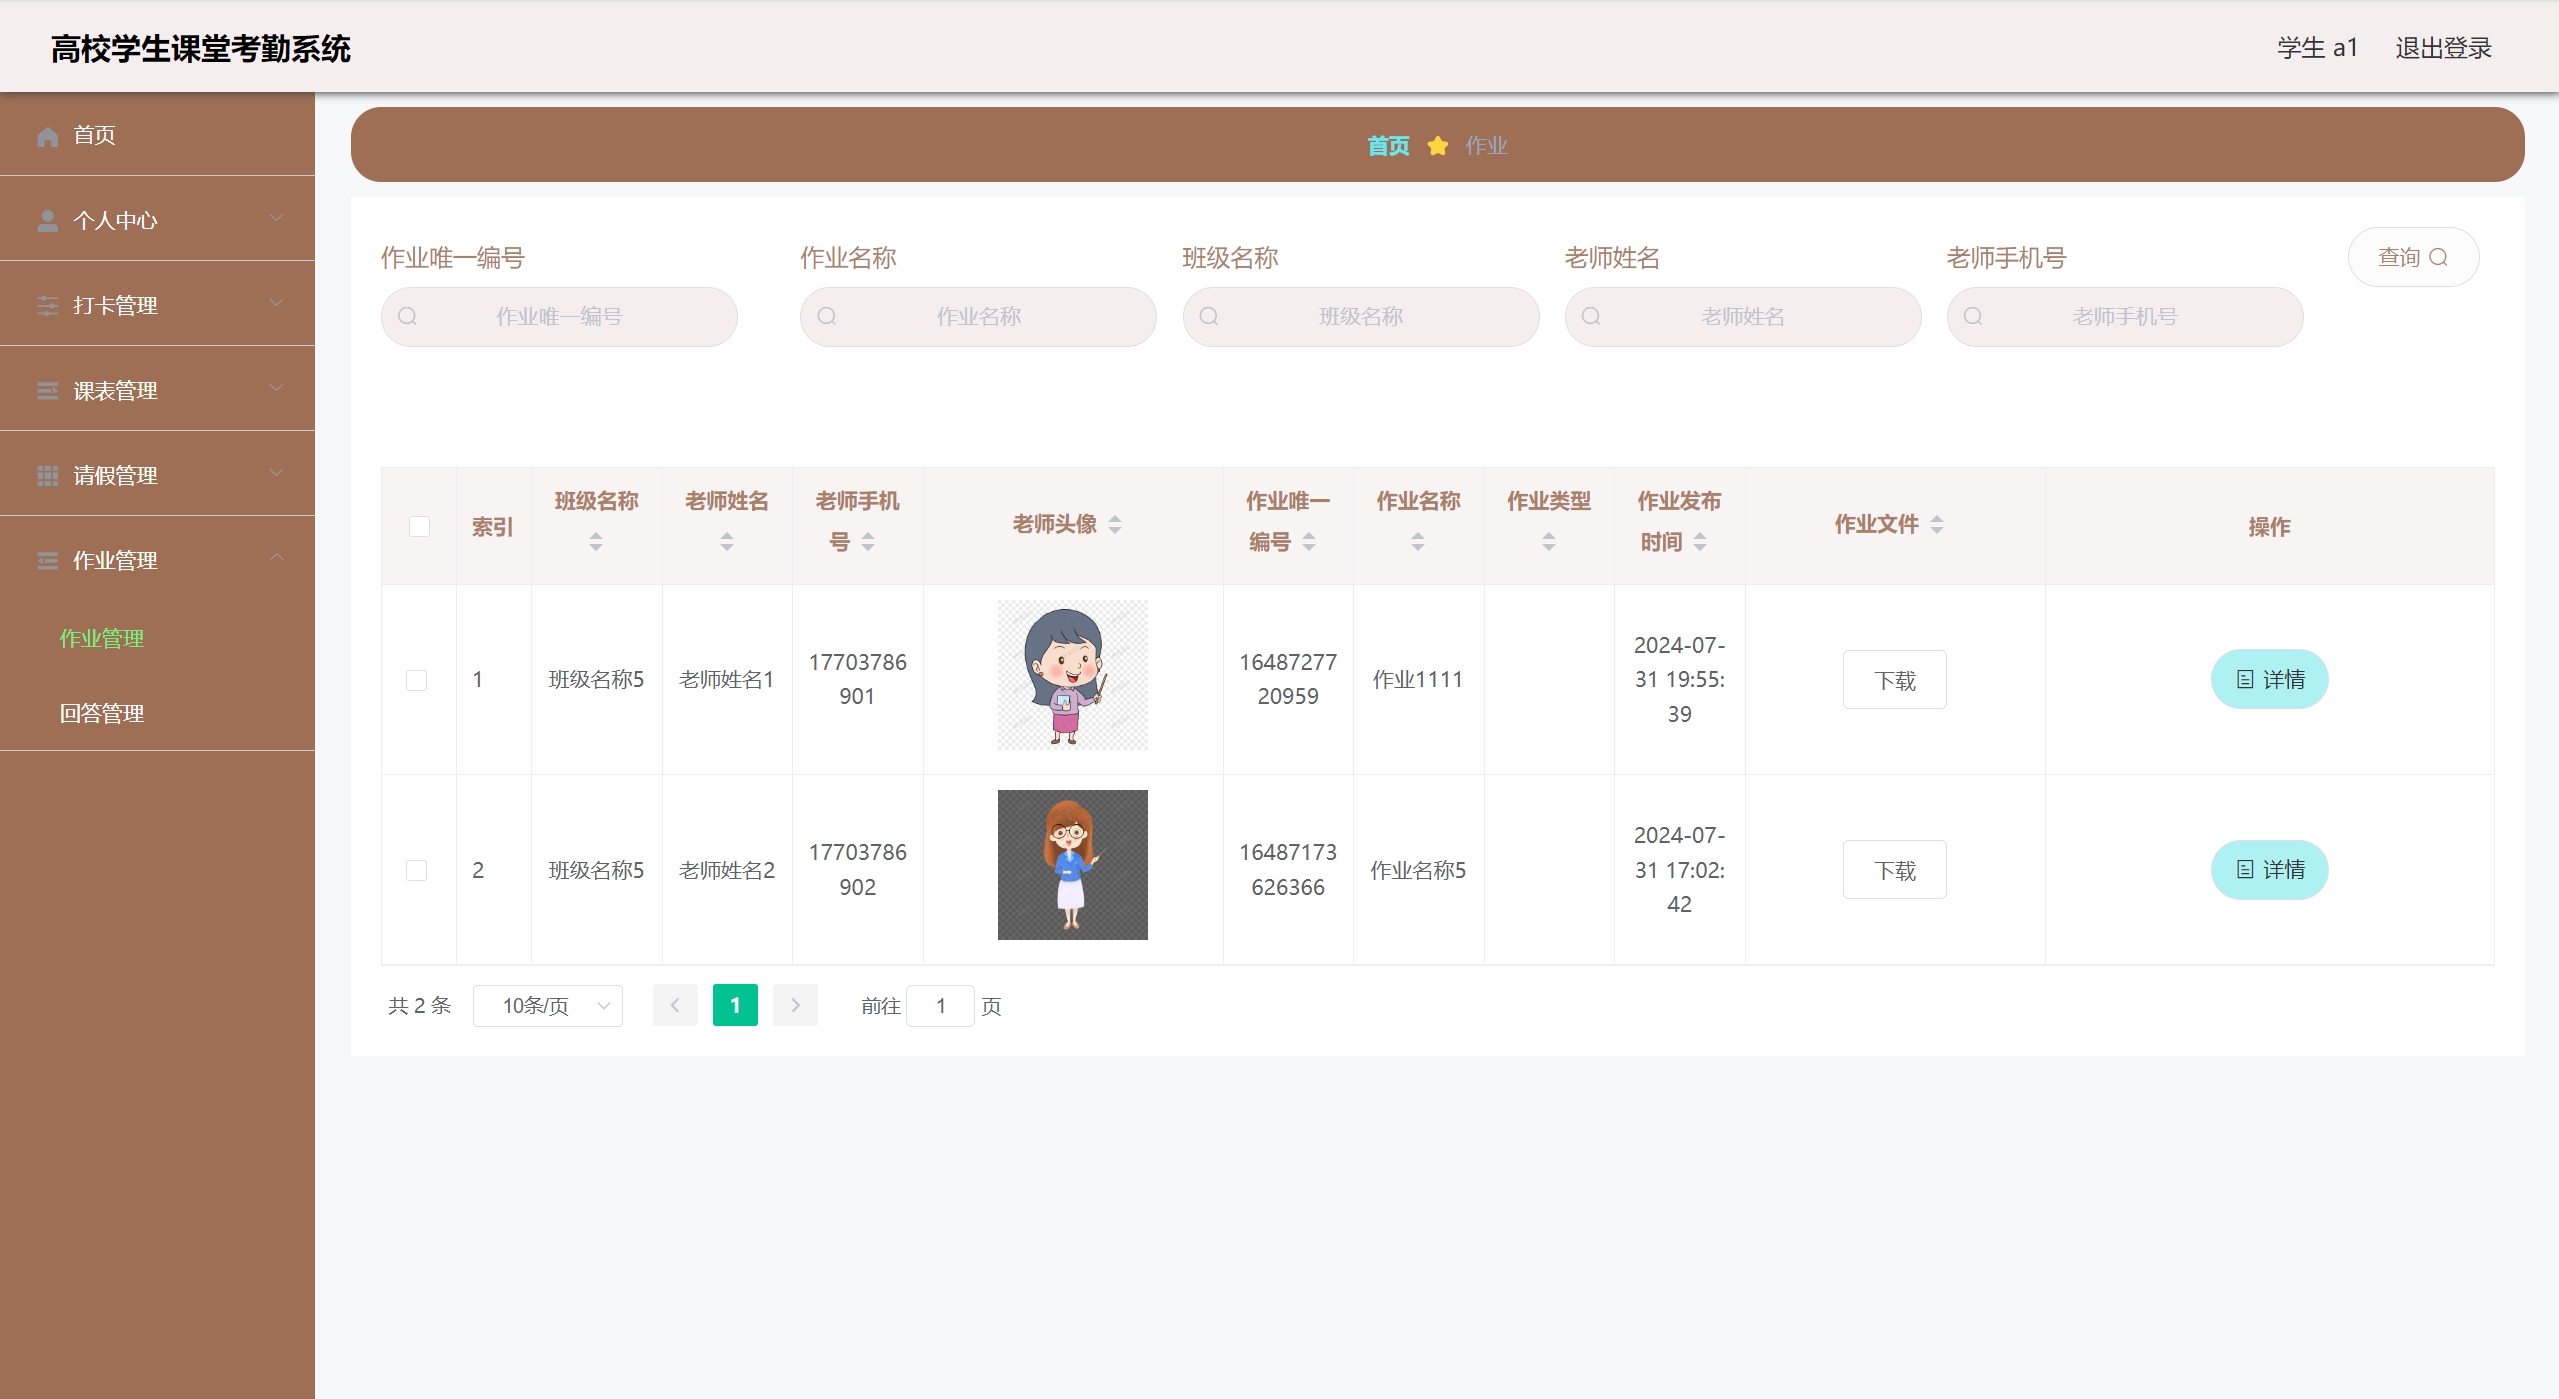 高校学生课堂考勤系统
学生 a1
退出登录
首页
个人中心
打卡管理
课表管理
请假管理
作业管理
作业管理
回答管理
首页 作业
作业唯一编号
作业名称
班级名称
老师姓名
老师手机号
查询
作业唯一编号
作业名称
班级名称
老师姓名
老师手机号
索引
班级名称
老师姓名
老师手机
号
老师头像
作业唯一
编号
作业名称
作业类型
作业发布
时间
作业文件
操作
1
班级名称5
老师姓名1
17703786
901
16487277
20959
作业1111
2024-07-
31 19:55:
39
下载
详情
2
班级名称5
老师姓名2
17703786
902
16487173
626366
作业名称5
2024-07-
31 17:02:
42
下载
详情
共 2 条
10条/页
1
前往 1 页